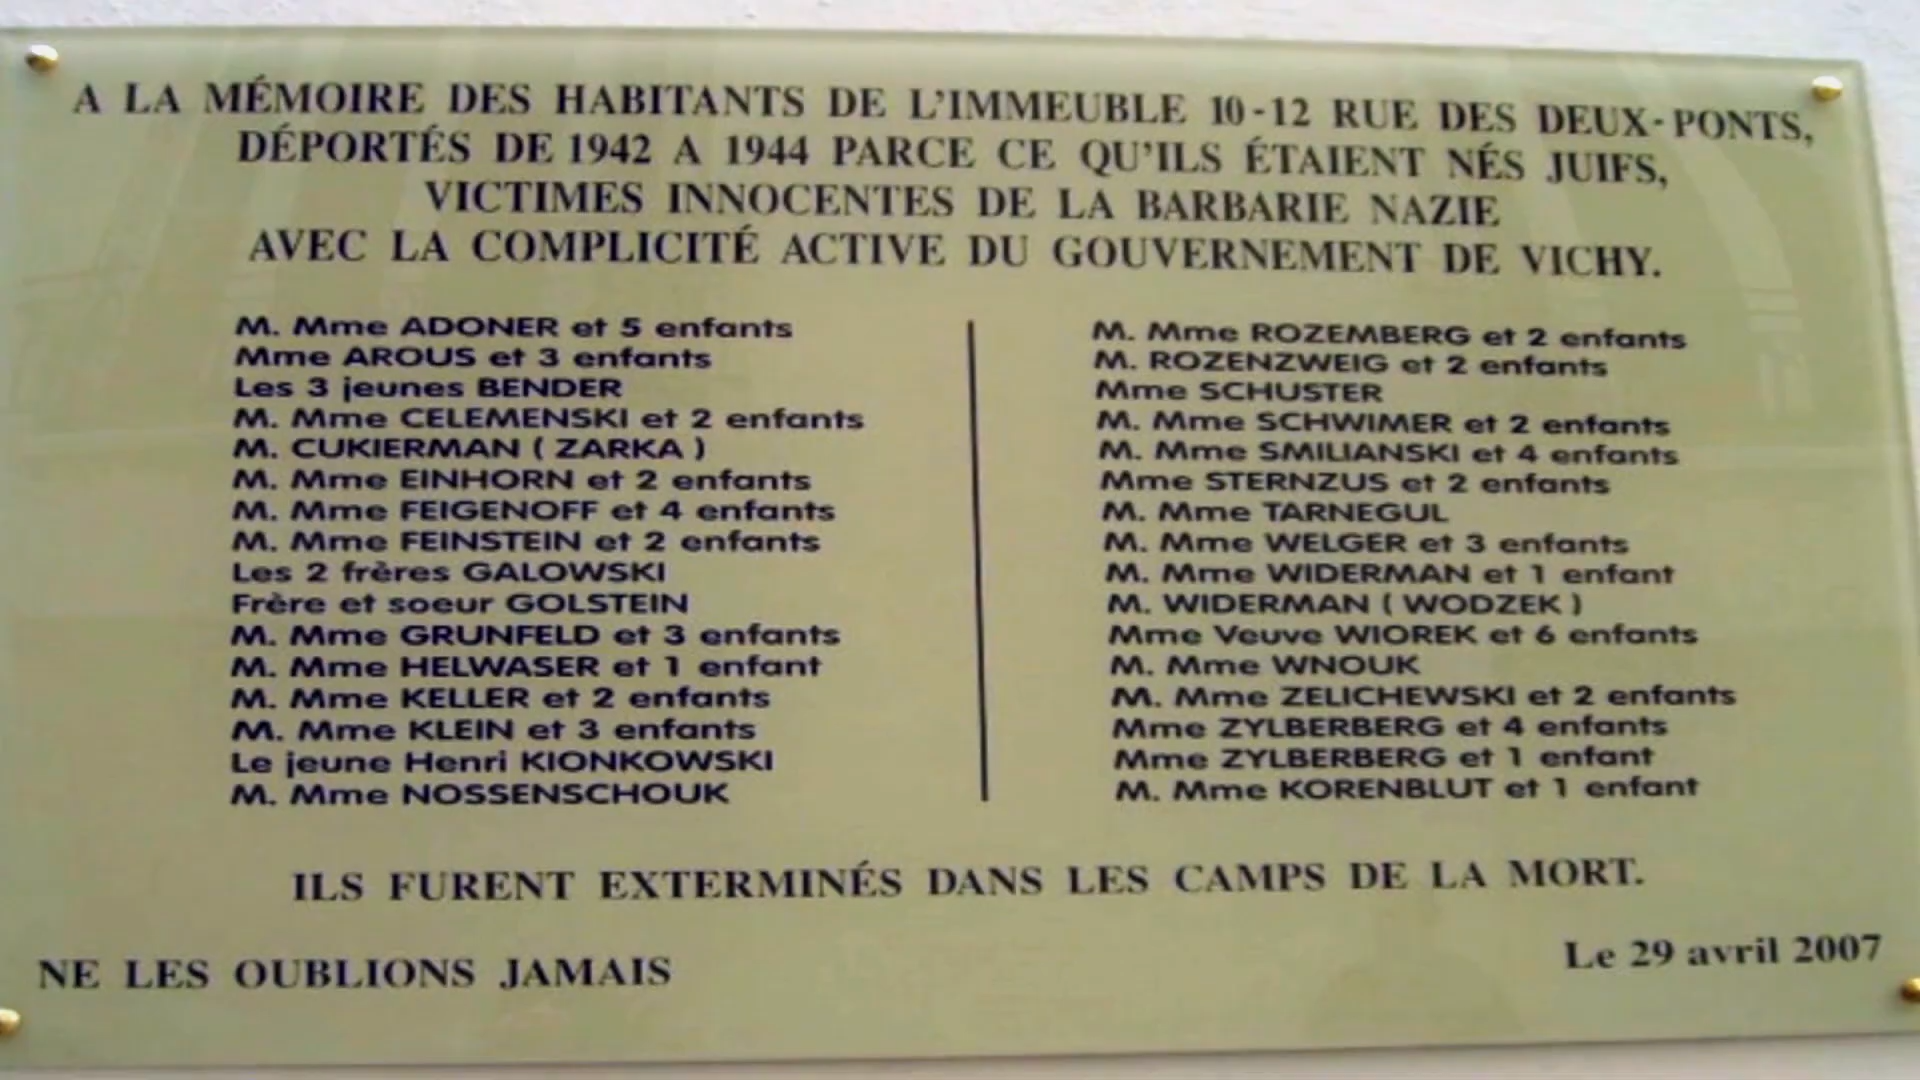 A LA MÉMOIRE DES HABITANTS DE L'IMMEUBLE 10-12 RUE DES DEUX-PONTS,
DÉPORTÉS DE 1942 A 1944 PARCE CE QU'ILS ÉTAIENT NÉS JUIFS,
VICTIMES INNOCENTES DE LA BARBARIE NAZIE
AVEC LA COMPLICITÉ ACTIVE DU GOUVERNEMENT DE VICHY.
M. Mme ADONER et 5 enfants
Mme AROUS et 3 enfants
Les 3 jeunes BENDER
M. Mme CELEMENSKI et 2 enfants
M. CUKIERMAN ( ZARKA )
M. Mme EINHORN et 2 enfants
M. Mme FEIGENOFF et 4 enfants
M. Mme FEINSTEIN et 2 enfants
Les 2 frères GALOWSKI
Frère et soeur GOLSTEIN
M. Mme GRUNFELD et 3 enfants
M. Mme HELWASER et 1 enfant
M. Mme KELLER et 2 enfants
M. Mme KLEIN et 3 enfants
Le jeune Henri KIONKOWSKI
M. Mme NOSSENSCHOUK
M. Mme ROZEMBERG et 2 enfants
M. ROZENZWEIG et 2 enfants
Mme SCHUSTER
M. Mme SCHWIMER et 2 enfants
M. Mme SMILIANSKI et 4 enfants
Mme STERNZUS et 2 enfants
M. Mme TARNEGUL
M. Mme WELGER et 3 enfants
M. Mme WIDERMAN et 1 enfant
M. WIDERMAN ( WODZEK )
Mme Veuve WIOREK et 6 enfants
M. Mme WNOUK
M. Mme ZELICHEWSKI et 2 enfants
Mme ZYLBERBERG et 4 enfants
Mme ZYLBERBERG et 1 enfant
M. Mme KORENBLUT et 1 enfant
ILS FURENT EXTERMINÉS DANS LES CAMPS DE LA MORT.
Le 29 avril 2007
NE LES OUBLIONS JAMAIS